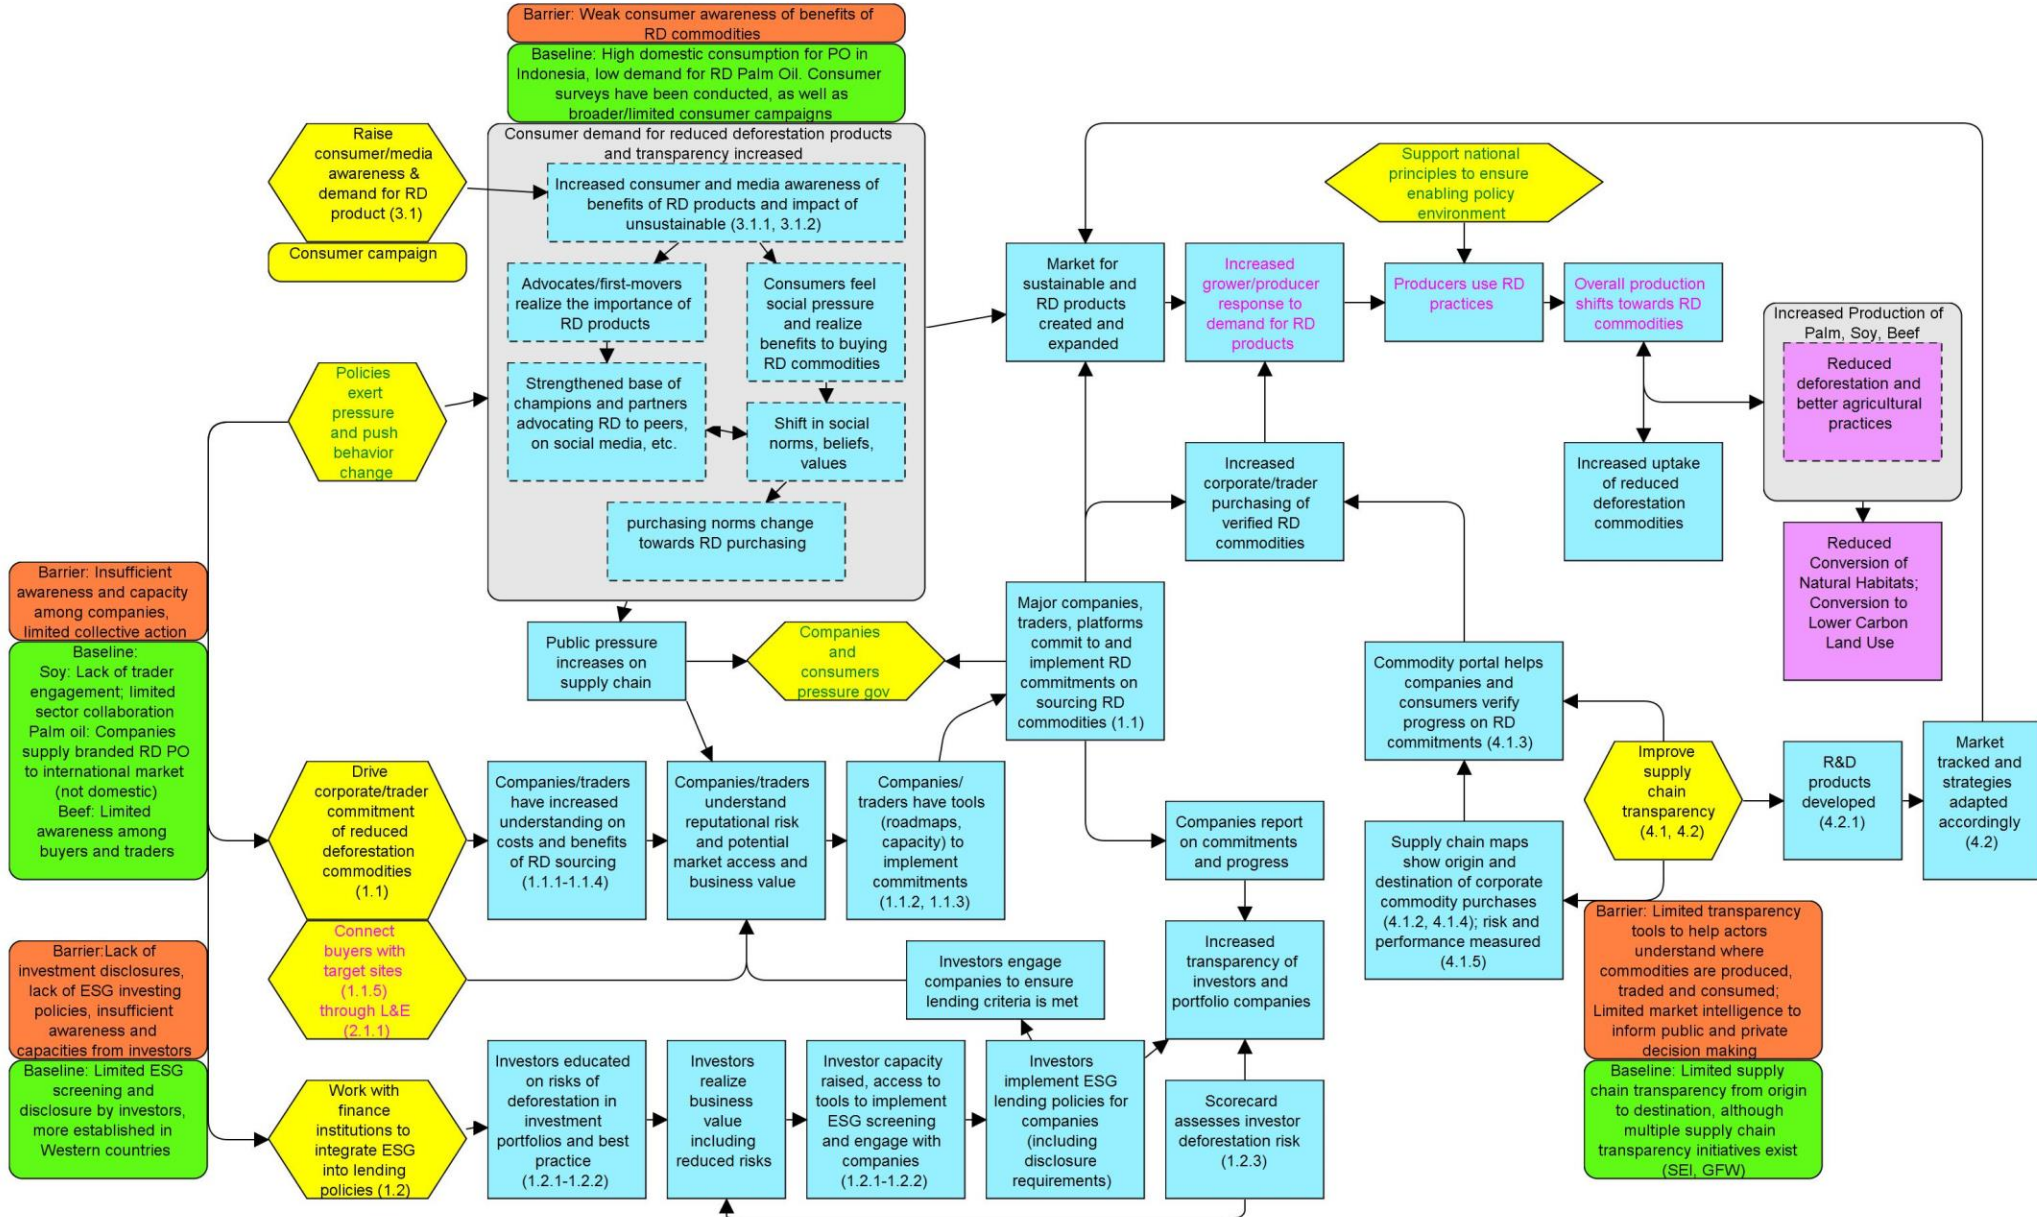 Barrier: Weak consumer awareness of benefits of
RD commodities
Baseline: High domestic consumption for PO in
Indonesia, low demand for RD Palm Oil. Consumer
surveys have been conducted, as well as
broader/limited consumer campaigns
Raise
consumer/media
awareness &
demand for RD
product (3.1)
Consumer campaign
Consumer demand for reduced deforestation products
and transparency increased
Increased consumer and media awareness of
benefits of RD products and impact of
unsustainable (3.1.1, 3.1.2)
Advocates/first-movers
realize the importance of
RD products
Consumers feel
social pressure
and realize
benefits to buying
RD commodities
Strengthened base of
champions and partners
advocating RD to peers,
on social media, etc.
Shift in social
norms, beliefs,
values
purchasing norms change
towards RD purchasing
Policies
exert
pressure
and push
behavior
change
Support national
principles to ensure
enabling policy
environment
Market for
sustainable and
RD products
created and
expanded
Increased
grower/producer
response to
demand for RD
products
Producers use RD
practices
Overall production
shifts towards RD
commodities
Increased Production of
Palm, Soy, Beef
Reduced
deforestation and
better agricultural
practices
Increased
corporate/trader
purchasing of
verified RD
commodities
Increased uptake
of reduced
deforestation
commodities
Reduced
Conversion of
Natural Habitats;
Conversion to
Lower Carbon
Land Use
Barrier: Insufficient
awareness and capacity
among companies,
limited collective action
Baseline:
Soy: Lack of trader
engagement; limited
sector collaboration
Palm oil: Companies
supply branded RD PO
to international market
(not domestic)
Beef: Limited
awareness among
buyers and traders
Public pressure
increases on
supply chain
Companies
and
consumers
pressure gov
Major companies,
traders, platforms
commit to and
implement RD
commitments on
sourcing RD
commodities (1.1)
Commodity portal helps
companies and
consumers verify
progress on RD
commitments (4.1.3)
Improve
supply
chain
transparency
(4.1, 4.2)
R&D
products
developed
(4.2.1)
Market
tracked and
strategies
adapted
accordingly
(4.2)
Drive
corporate/trader
commitment
of reduced
deforestation
commodities
(1.1)
Companies/traders
have increased
understanding on
costs and benefits
of RD sourcing
(1.1.1-1.1.4)
Companies/traders
understand
reputational risk
and potential
market access and
business value
Companies/
traders have tools
(roadmaps,
capacity) to
implement
commitments
(1.1.2, 1.1.3)
Companies report
on commitments
and progress
Supply chain maps
show origin and
destination of corporate
commodity purchases
(4.1.2, 4.1.4); risk and
performance measured
(4.1.5)
Connect
buyers with
target sites
(1.1.5)
through L&E
(2.1.1)
Investors engage
companies to ensure
lending criteria is met
Increased
transparency of
investors and
portfolio companies
Barrier: Limited transparency
tools to help actors
understand where
commodities are produced,
traded and consumed;
Limited market intelligence to
inform public and private
decision making
Baseline: Limited supply
chain transparency from origin
to destination, although
multiple supply chain
transparency initiatives exist
(SEI, GFW)
Barrier:Lack of
investment disclosures,
lack of ESG investing
policies, insufficient
awareness and
capacities from investors
Baseline: Limited ESG
screening and
disclosure by investors,
more established in
Western countries
Work with
finance
institutions to
integrate ESG
into lending
policies (1.2)
Investors educated
on risks of
deforestation in
investment
portfolios and best
practice
(1.2.1-1.2.2)
Investors
realize
business
value
including
reduced risks
Investor capacity
raised, access to
tools to implement
ESG screening
and engage with
companies
(1.2.1-1.2.2)
Investors
implement ESG
lending policies for
companies
(including
disclosure
requirements)
Scorecard
assesses investor
deforestation risk
(1.2.3)